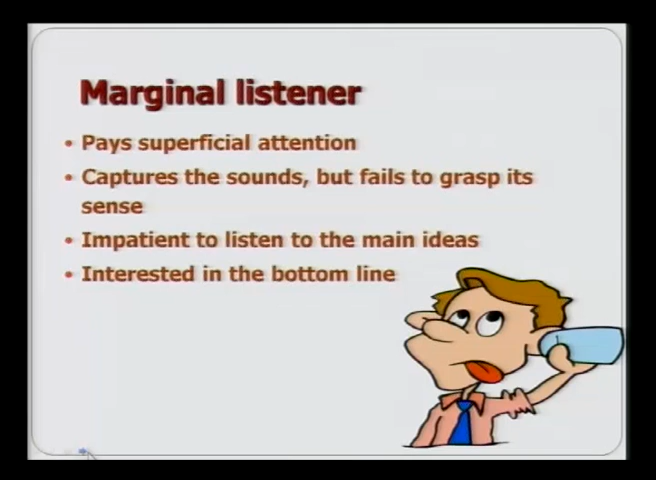 Marginal listener
• Pays superficial attention
• Captures the sounds, but fails to grasp its
sense
• Impatient to listen to the main ideas
• Interested in the bottom line